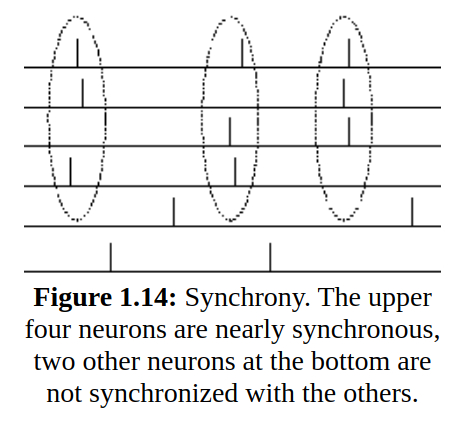 Figure 1.14: Synchrony. The upper
four neurons are nearly synchronous,
two other neurons at the bottom are
not synchronized with the others.